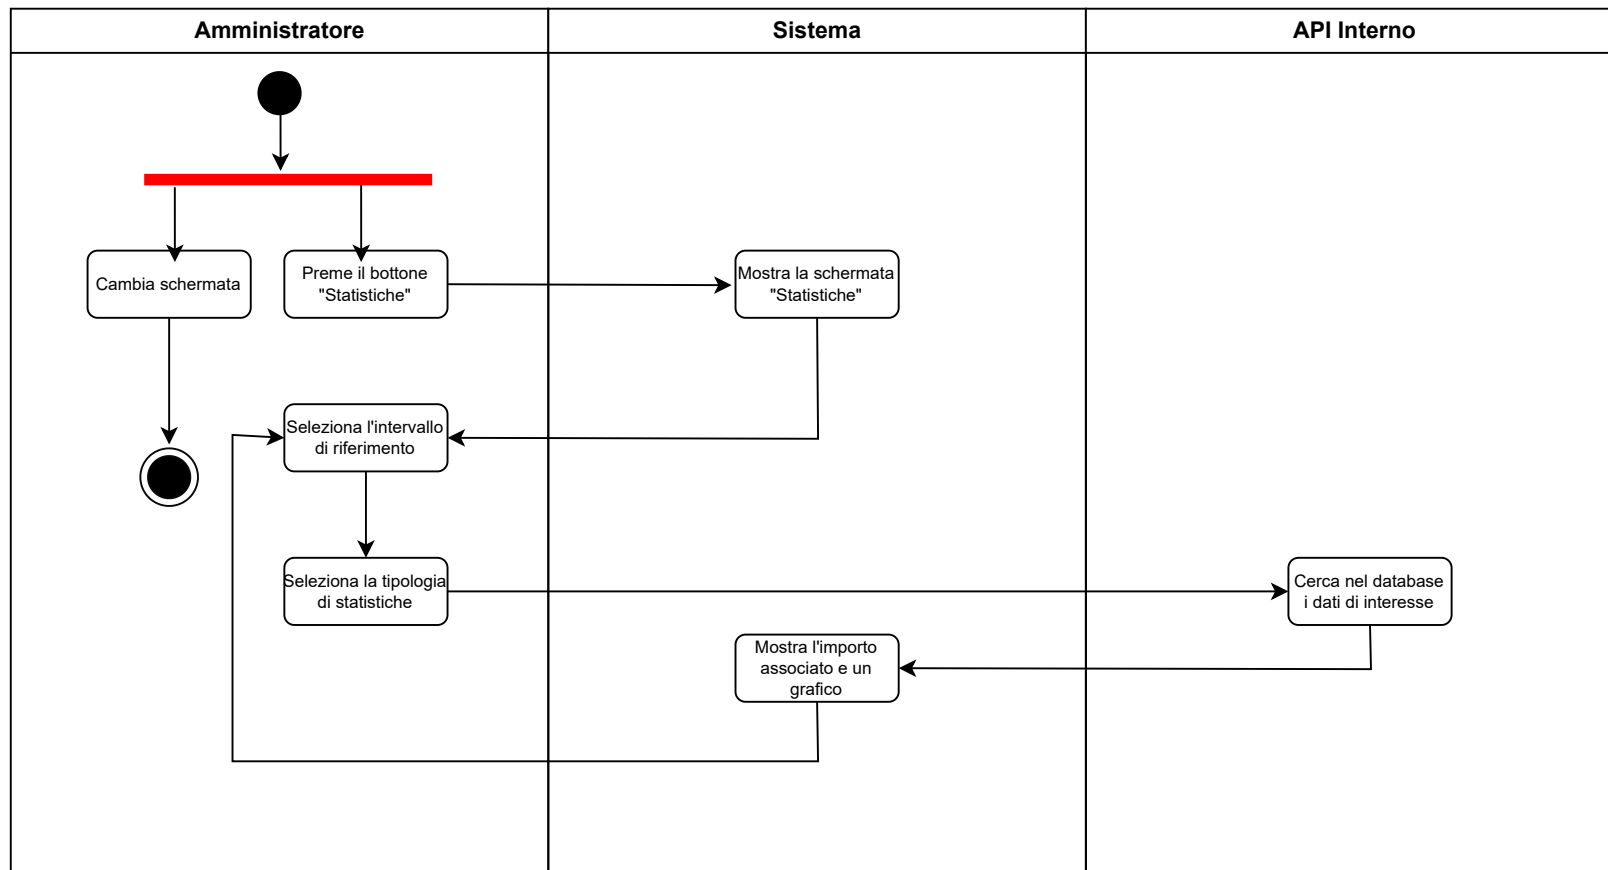 Amministratore
Sistema
API Interno
Cambia schermata
Preme il bottone
"Statistiche"
Mostra la schermata
"Statistiche"
Seleziona l'intervallo
di riferimento
Seleziona la tipologia
di statistiche
Cerca nel database
i dati di interesse
Mostra l'importo
associato e un
grafico